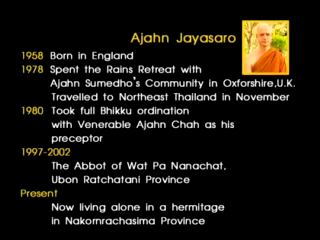 Ajahn Jayasaro
1958 Born in England
1978 Spent the Rains Retreat with
Ajahn Sumedho's Community in Oxforshire,U.K.
Travelled to Northeast Thailand in November
1980 Took full Bhikku ordination
with Venerable Ajahn Chah as his
preceptor
1997-2002
The Abbot of Wat Pa Nanachat,
Ubon Ratchatani Province
Present
Now living alone in a hermitage
in Nakornrachasima Province